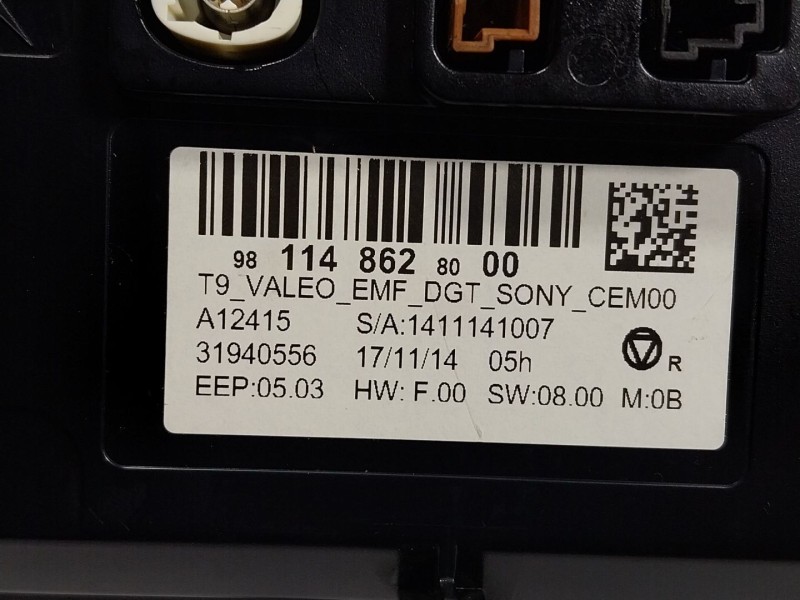 98 114 862 80 00
T9_VALEO_EMF_DGT_SONY_CEM00
A12415 S/A:1411141007
31940556 17/11/14 05h R
EEP:05.03 HW: F.00 SW:08.00 M:0B